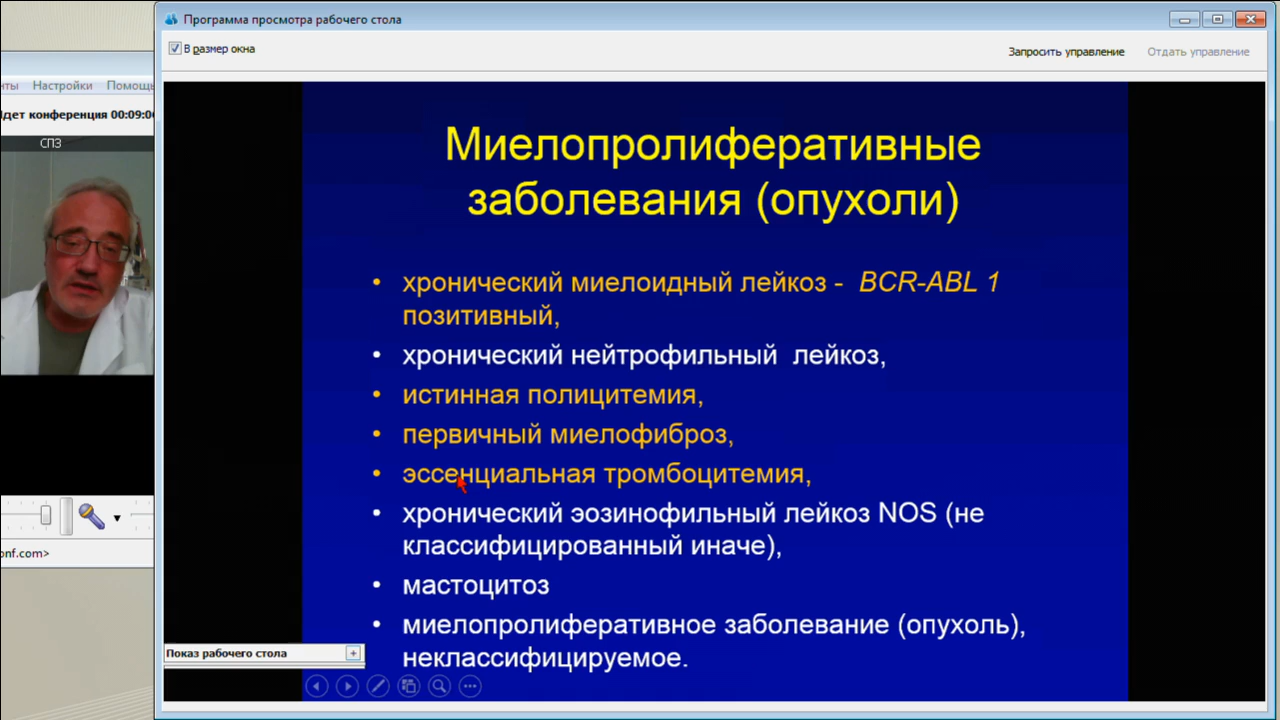 Программа просмотра рабочего стола
В размер окна
Запросить управление
Отдать управление
Настройки
Помощь
конференция 00:09:0
СПЗ
Миелопролиферативные
заболевания (опухоли)
• хронический миелоидный лейкоз - BCR-ABL 1
позитивный,
• хронический нейтрофильный лейкоз,
• истинная полицитемия,
• первичный миелофиброз,
• эссенциальная тромбоцитемия,
• хронический эозинофильный лейкоз NOS (не
классифицированный иначе),
• мастоцитоз
• миелопролиферативное заболевание (опухоль),
неклассифицируемое.
onf.com>
Показ рабочего стола